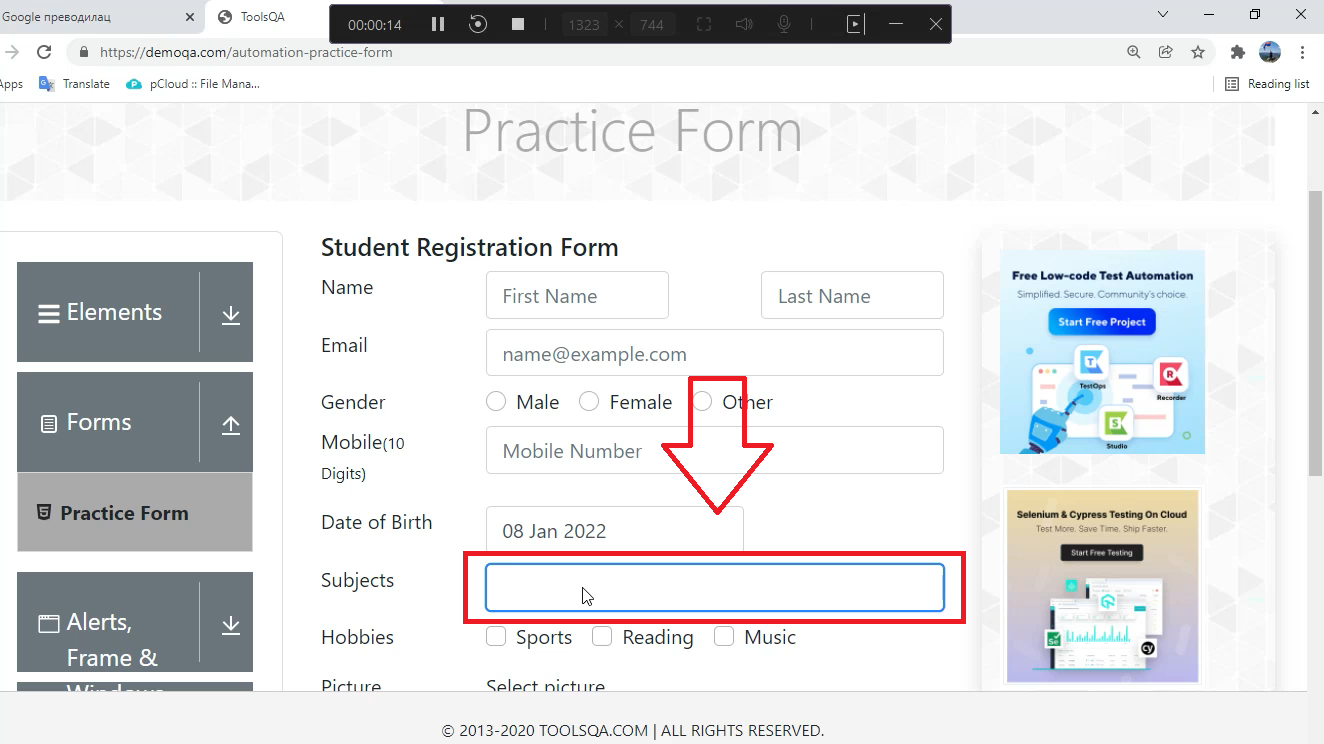 Google преводилац
ToolsQA
00:00:14
1323 × 744
https://demoqa.com/automation-practice-form
Apps
Translate
pCloud :: File Mana...
Reading list
Practice Form
Elements
Forms
Practice Form
Alerts,
Frame &
Windows
Student Registration Form
Name
First Name
Last Name
Email
name@example.com
Gender
Male
Female
Other
Mobile(10
Digits)
Mobile Number
Date of Birth
08 Jan 2022
Subjects
Hobbies
Sports
Reading
Music
Picture
Select picture
Free Low-code Test Automation
Simplified. Secure. Community's choice.
Start Free Project
TestOps
Recorder
Studio
Selenium & Cypress Testing On Cloud
Test More. Save Time. Ship Faster.
Start Free Testing
Se
cy
© 2013-2020 TOOLSQA.COM | ALL RIGHTS RESERVED.